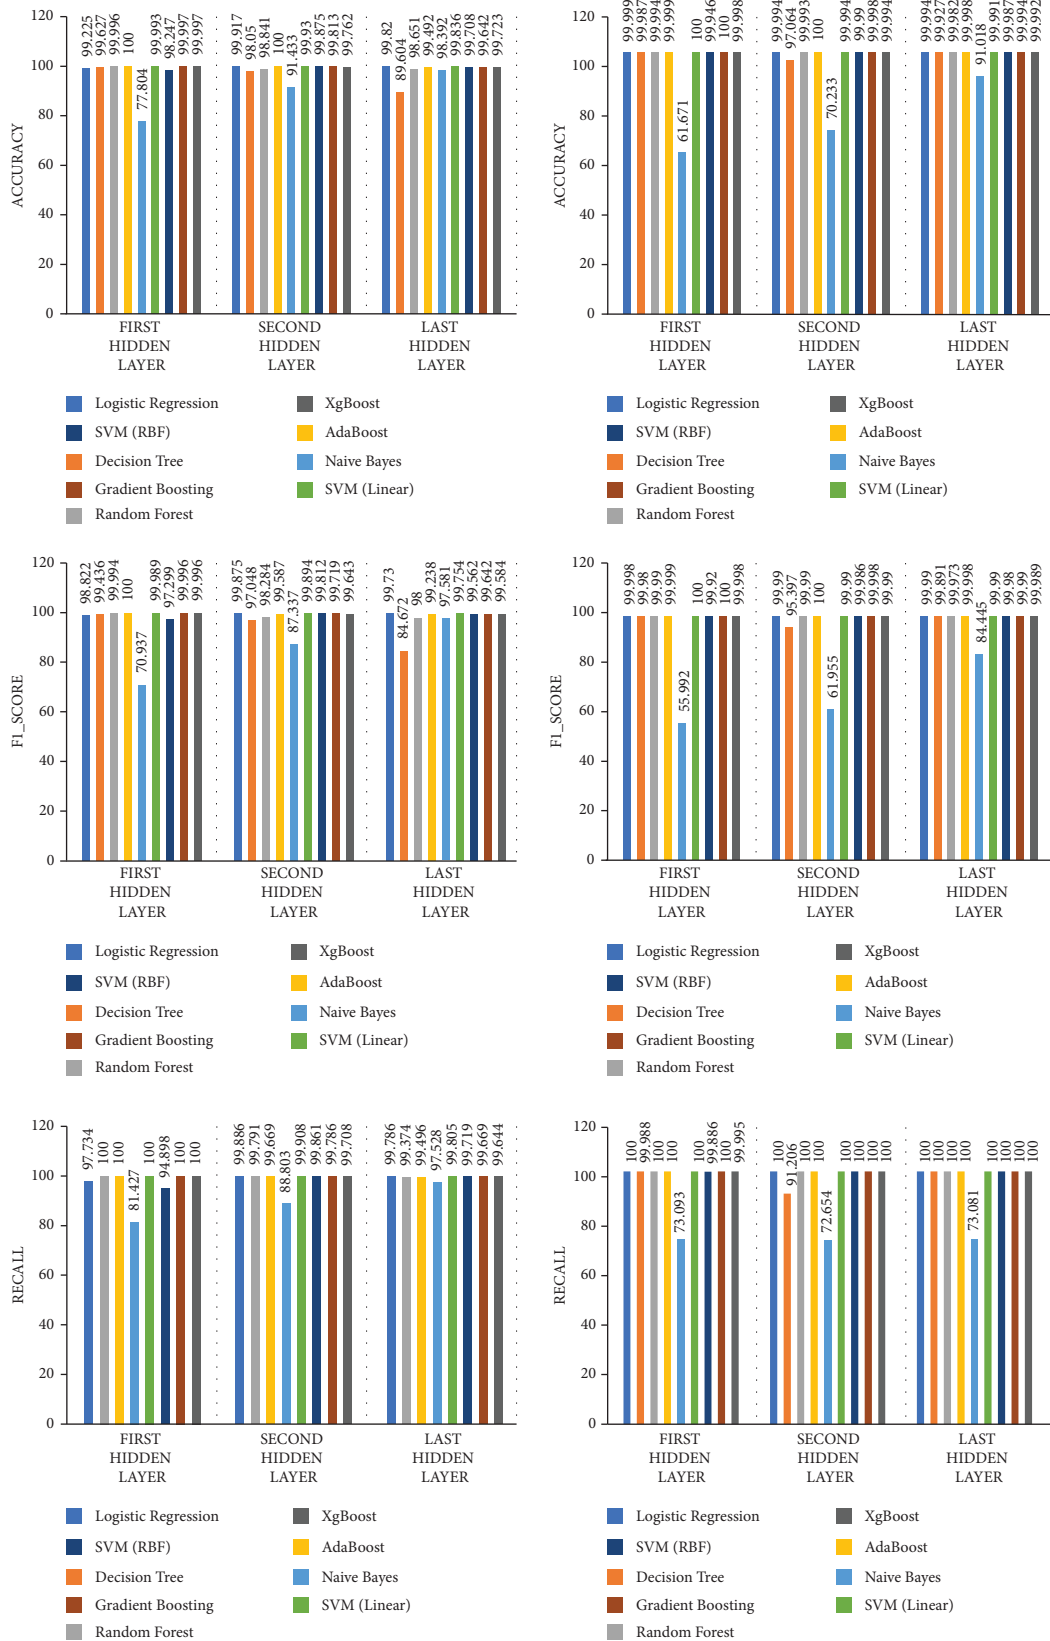 ACCURACY
120
100
80
60
40
20
0
99.225
99.627
99.996
100
77.804
99.993
98.247
99.997
99.997
99.917
98.05
98.841
100
91.433
99.93
99.875
99.813
99.762
99.82
89.604
98.651
99.492
98.392
99.836
99.708
99.642
99.723
FIRST
HIDDEN
LAYER
SECOND
HIDDEN
LAYER
LAST
HIDDEN
LAYER
Logistic Regression
SVM (RBF)
Decision Tree
Gradient Boosting
Random Forest
XgBoost
AdaBoost
Naive Bayes
SVM (Linear)
ACCURACY
120
100
80
60
40
20
0
99.999
99.987
99.994
99.999
61.671
100
99.946
100
99.998
99.994
97.064
99.993
100
70.233
99.994
99.99
99.998
99.994
99.994
99.927
99.982
99.998
91.018
99.991
99.987
99.994
99.992
FIRST
HIDDEN
LAYER
SECOND
HIDDEN
LAYER
LAST
HIDDEN
LAYER
Logistic Regression
SVM (RBF)
Decision Tree
Gradient Boosting
Random Forest
XgBoost
AdaBoost
Naive Bayes
SVM (Linear)
F1_SCORE
120
100
80
60
40
20
0
98.822
99.436
99.994
100
70.937
99.989
97.299
99.996
99.996
99.875
97.048
98.284
99.587
87.337
99.894
99.812
99.719
99.643
99.73
84.672
98
99.238
97.581
99.754
99.562
99.642
99.584
FIRST
HIDDEN
LAYER
SECOND
HIDDEN
LAYER
LAST
HIDDEN
LAYER
Logistic Regression
SVM (RBF)
Decision Tree
Gradient Boosting
Random Forest
XgBoost
AdaBoost
Naive Bayes
SVM (Linear)
F1_SCORE
120
100
80
60
40
20
0
99.998
99.98
99.99
99.999
55.992
100
99.92
100
99.998
99.99
95.397
99.99
100
61.955
99.99
99.986
99.998
99.99
99.99
99.891
99.973
99.998
84.445
99.99
99.98
99.99
99.989
FIRST
HIDDEN
LAYER
SECOND
HIDDEN
LAYER
LAST
HIDDEN
LAYER
Logistic Regression
SVM (RBF)
Decision Tree
Gradient Boosting
Random Forest
XgBoost
AdaBoost
Naive Bayes
SVM (Linear)
RECALL
120
100
80
60
40
20
0
97.734
100
100
81.427
100
94.898
100
100
99.886
99.791
99.669
88.803
99.908
99.861
99.786
99.708
99.786
99.374
99.496
97.528
99.805
99.719
99.669
99.644
FIRST
HIDDEN
LAYER
SECOND
HIDDEN
LAYER
LAST
HIDDEN
LAYER
Logistic Regression
SVM (RBF)
Decision Tree
Gradient Boosting
Random Forest
XgBoost
AdaBoost
Naive Bayes
SVM (Linear)
RECALL
120
100
80
60
40
20
0
100
99.988
100
100
73.093
100
99.886
100
99.995
100
91.206
100
100
72.654
100
100
100
100
100
100
100
100
73.081
100
100
100
100
FIRST
HIDDEN
LAYER
SECOND
HIDDEN
LAYER
LAST
HIDDEN
LAYER
Logistic Regression
SVM (RBF)
Decision Tree
Gradient Boosting
Random Forest
XgBoost
AdaBoost
Naive Bayes
SVM (Linear)